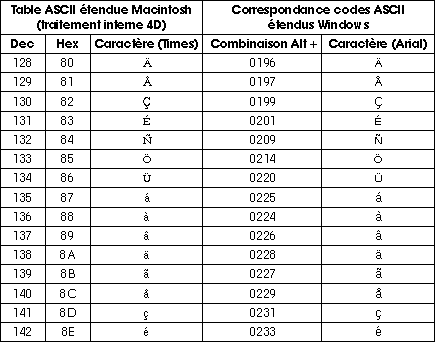 Table ASCII étendue Macintosh (traitement interne 4D) Correspondance codes ASCII étendus Windows
Dec Hex Caractère (Times) Combinaison Alt + Caractère (Arial)
128 80 Ä 0196 Ä
129 81 Å 0197 Å
130 82 Ç 0199 Ç
131 83 É 0201 É
132 84 Ñ 0209 Ñ
133 85 Ö 0214 Ö
134 86 Ü 0220 Ü
135 87 á 0225 á
136 88 à 0224 à
137 89 â 0226 â
138 8A ä 0228 ä
139 8B ã 0227 ã
140 8C å 0229 å
141 8D ç 0231 ç
142 8E é 0233 é